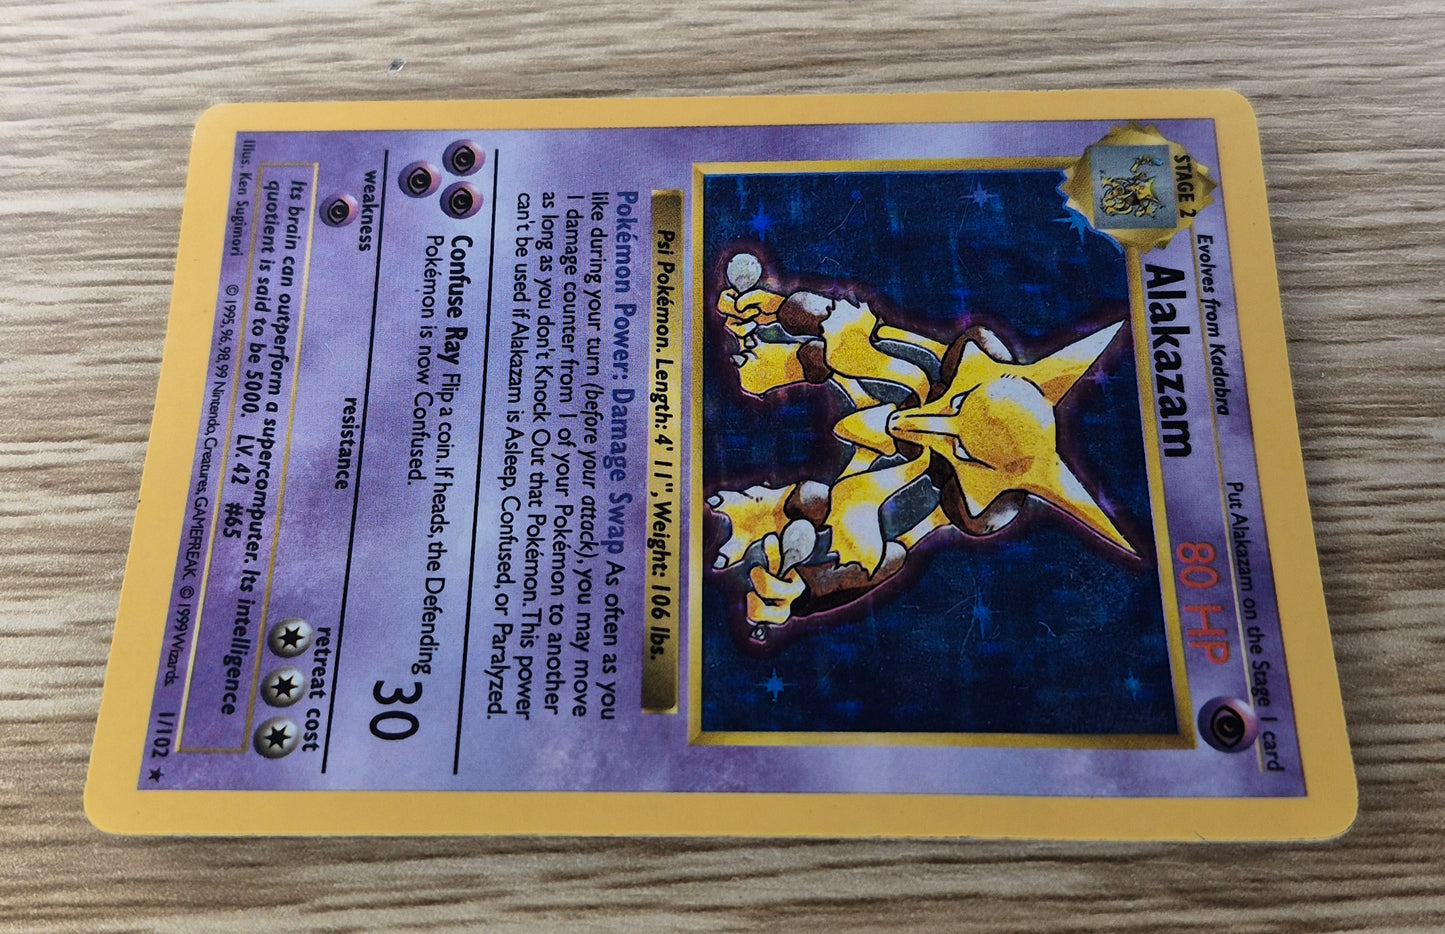 STAGE 2
Evolves from Kadabra
Put Alakazam on the Stage 1 card
Alakazam
80 HP
Psi Pokémon. Length: 4' 11", Weight: 106 lbs.
Pokémon Power: Damage Swap As often as you
like during your turn (before your attack), you may move
1 damage counter from 1 of your Pokémon to another
as long as you don't Knock Out that Pokémon. This power
can't be used if Alakazam is Asleep, Confused, or Paralyzed.
Confuse Ray Flip a coin. If heads, the Defending
Pokémon is now Confused.
30
weakness
resistance
retreat cost
Its brain can outperform a supercomputer. Its intelligence
quotient is said to be 5000. LV. 42 #65
Illus. Ken Sugimori
© 1995, 96, 98, 99 Nintendo, Creatures, GAMEFREAK. © 1999 Wizards.
1/102 ★